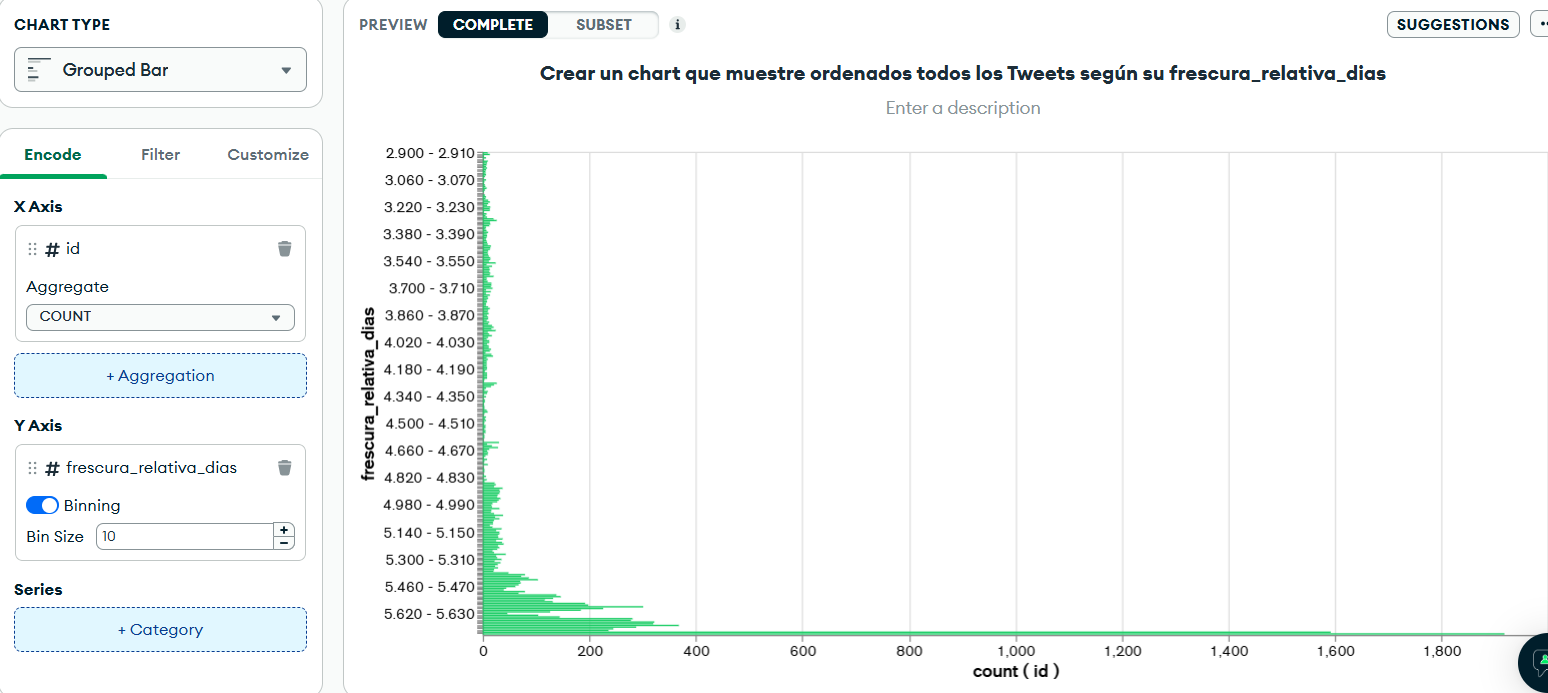 CHART TYPE
Grouped Bar
Encode Filter Customize
X Axis
# id
Aggregate
COUNT
+ Aggregation
Y Axis
# frescura_relativa_dias
Binning
Bin Size 10
+
−
Series
+ Category
PREVIEW COMPLETE SUBSET i
SUGGESTIONS
Crear un chart que muestre ordenados todos los Tweets según su frescura_relativa_dias
Enter a description
frescura_relativa_dias
2.900 - 2.910
3.060 - 3.070
3.220 - 3.230
3.380 - 3.390
3.540 - 3.550
3.700 - 3.710
3.860 - 3.870
4.020 - 4.030
4.180 - 4.190
4.340 - 4.350
4.500 - 4.510
4.660 - 4.670
4.820 - 4.830
4.980 - 4.990
5.140 - 5.150
5.300 - 5.310
5.460 - 5.470
5.620 - 5.630
0 200 400 600 800 1,000 1,200 1,400 1,600 1,800
count ( id )